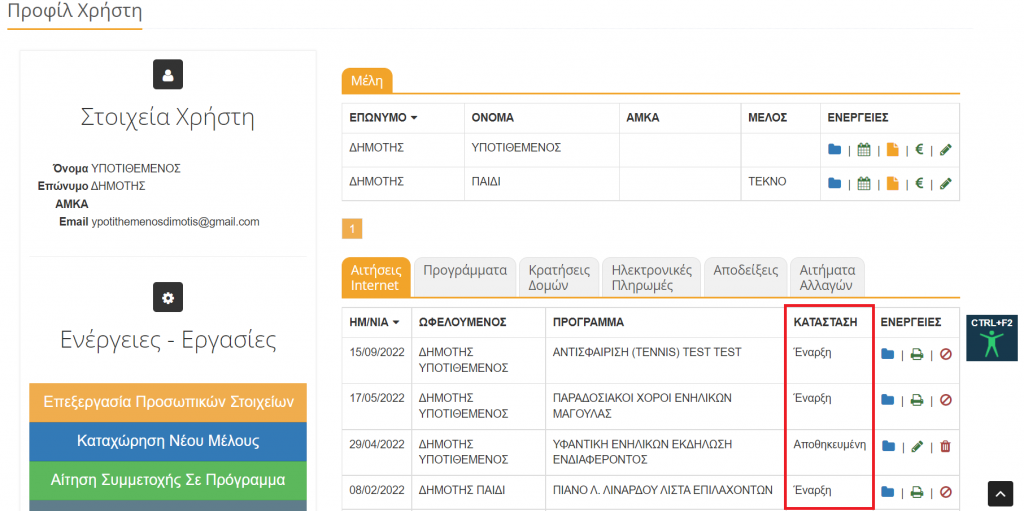 Προφίλ Χρήστη
Στοιχεία Χρήστη
Όνομα ΥΠΟΤΙΘΕΜΕΝΟΣ
Επώνυμο ΔΗΜΟΤΗΣ
ΑΜΚΑ
Email ypotithemenosdimotis@gmail.com
Ενέργειες - Εργασίες
Επεξεργασία Προσωπικών Στοιχείων
Καταχώρηση Νέου Μέλους
Αίτηση Συμμετοχής Σε Πρόγραμμα
Μέλη
ΕΠΩΝΥΜΟ ΟΝΟΜΑ ΑΜΚΑ ΜΕΛΟΣ ΕΝΕΡΓΕΙΕΣ
ΔΗΜΟΤΗΣ ΥΠΟΤΙΘΕΜΕΝΟΣ | | | € |
ΔΗΜΟΤΗΣ ΠΑΙΔΙ ΤΕΚΝΟ | | | € |
1
Αιτήσεις Internet
Προγράμματα
Κρατήσεις Δομών
Ηλεκτρονικές Πληρωμές
Αποδείξεις
Αιτήματα Αλλαγών
ΗΜ/ΝΙΑ ΩΦΕΛΟΥΜΕΝΟΣ ΠΡΟΓΡΑΜΜΑ ΚΑΤΑΣΤΑΣΗ ΕΝΕΡΓΕΙΕΣ
15/09/2022 ΔΗΜΟΤΗΣ ΑΝΤΙΣΦΑΙΡΙΣΗ (TENNIS) TEST TEST Έναρξη | |
ΥΠΟΤΙΘΕΜΕΝΟΣ
17/05/2022 ΔΗΜΟΤΗΣ ΠΑΡΑΔΟΣΙΑΚΟΙ ΧΟΡΟΙ ΕΝΗΛΙΚΩΝ Έναρξη | |
ΥΠΟΤΙΘΕΜΕΝΟΣ ΜΑΓΟΥΛΑΣ
29/04/2022 ΔΗΜΟΤΗΣ ΥΦΑΝΤΙΚΗ ΕΝΗΛΙΚΩΝ ΕΚΔΗΛΩΣΗ Αποθηκευμένη | |
ΥΠΟΤΙΘΕΜΕΝΟΣ ΕΝΔΙΑΦΕΡΟΝΤΟΣ
08/02/2022 ΔΗΜΟΤΗΣ ΠΑΙΔΙ ΠΙΑΝΟ Λ. ΛΙΝΑΡΔΟΥ ΛΙΣΤΑ ΕΠΙΛΑΧΟΝΤΩΝ Έναρξη | |
CTRL+F2